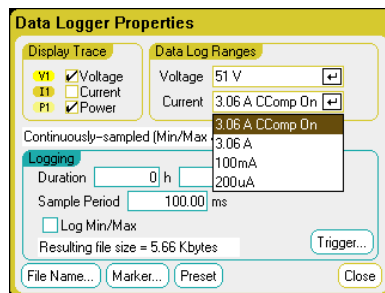 Data Logger Properties
Display Trace
Data Log Ranges
V1 Voltage
I1 Current
P1 Power
Voltage 51 V
Current 3.06 A CComp On
3.06 A CComp On
3.06 A
100mA
200uA
Continuously-sampled (Min/Max
Logging
Duration 0 h
Sample Period 100.00 ms
Log Min/Max
Resulting file size = 5.66 Kbytes
Trigger...
File Name... Marker... Preset Close